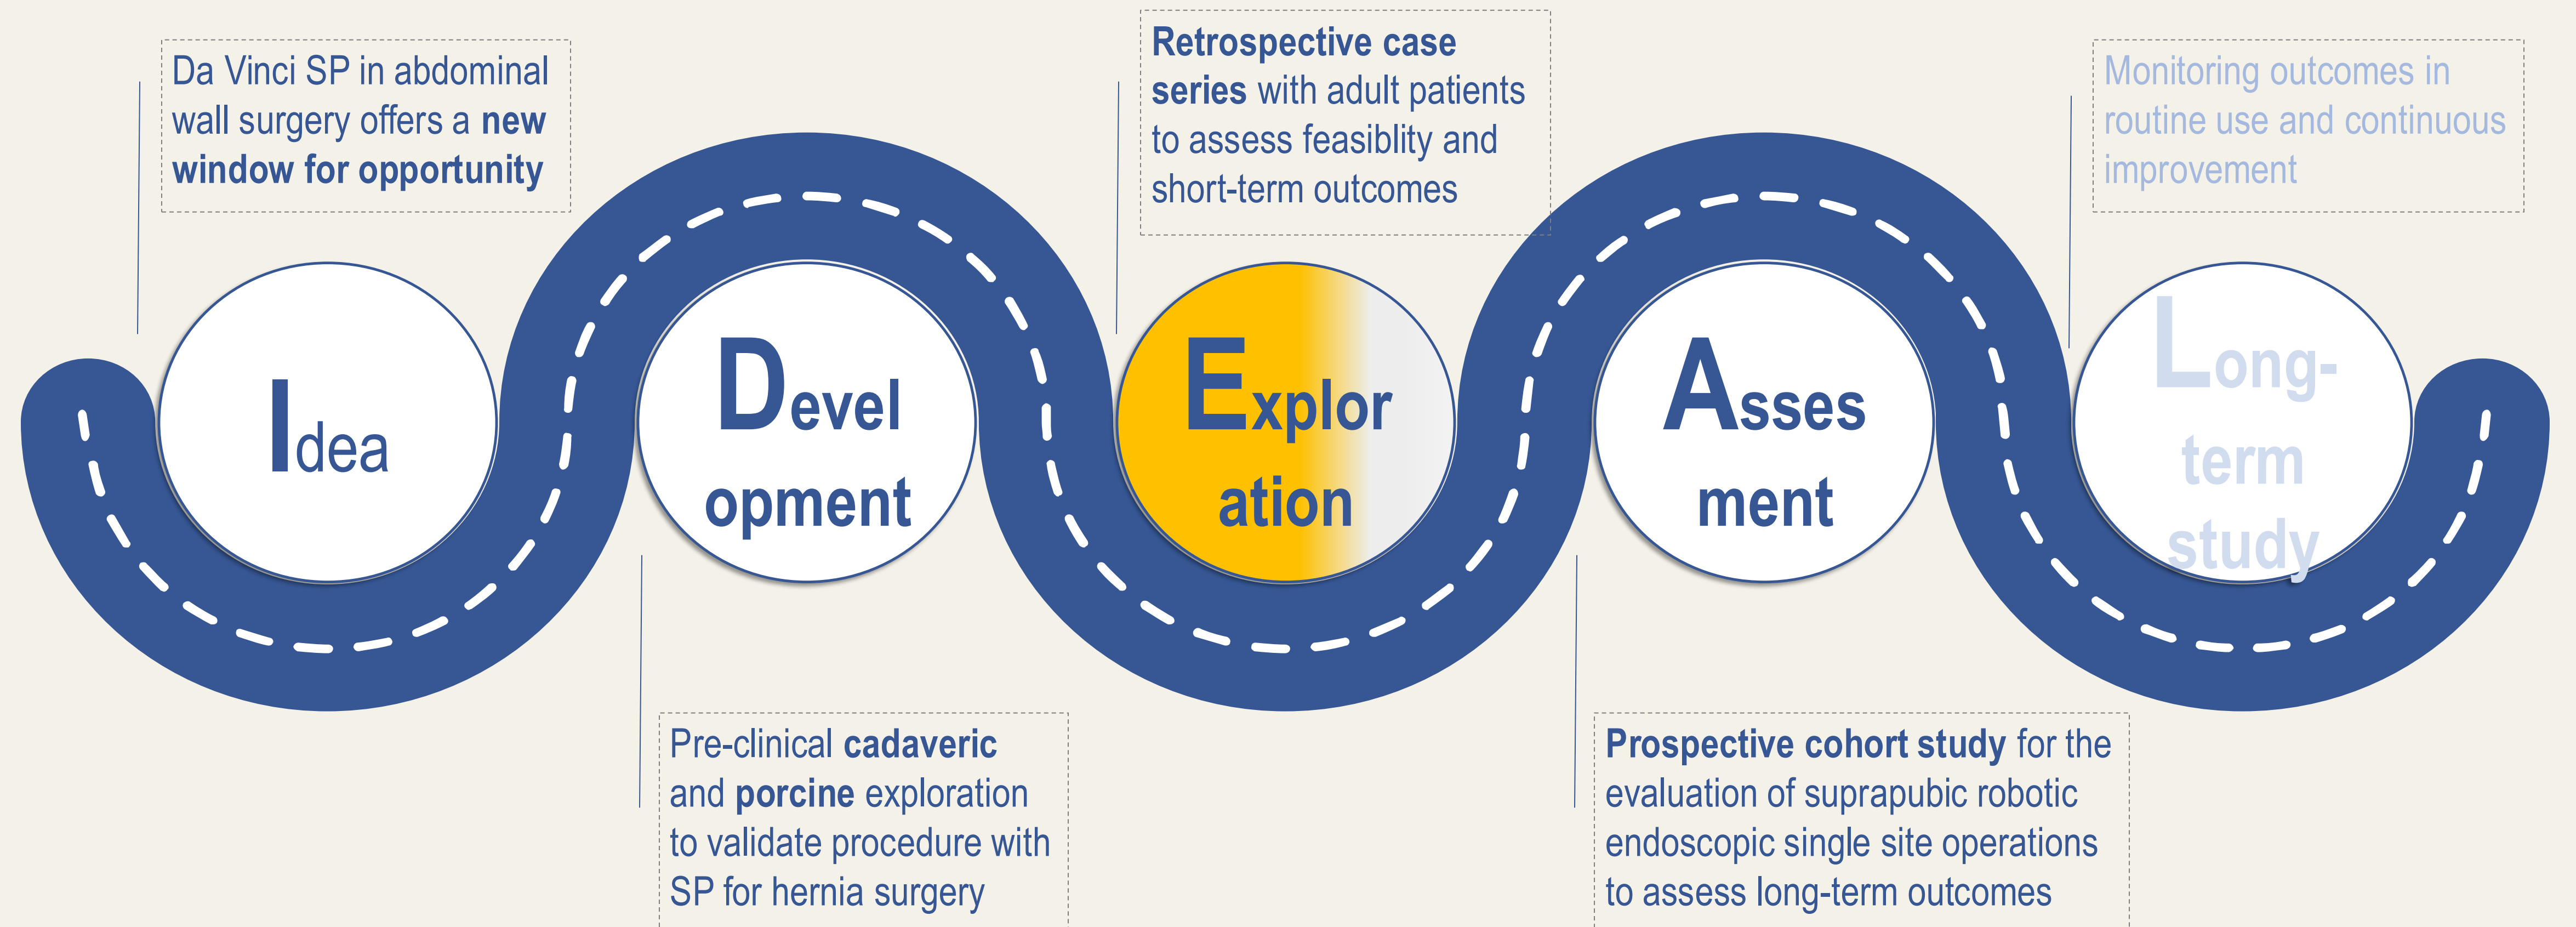 Da Vinci SP in abdominal
wall surgery offers a new
window for opportunity
Idea
Devel
opment
Pre-clinical cadaveric
and porcine exploration
to validate procedure with
SP for hernia surgery
Retrospective case
series with adult patients
to assess feasiblity and
short-term outcomes
Explor
ation
Asses
ment
Prospective cohort study for the
evaluation of suprapubic robotic
endoscopic single site operations
to assess long-term outcomes
Monitoring outcomes in
routine use and continuous
improvement
Long-
term
study